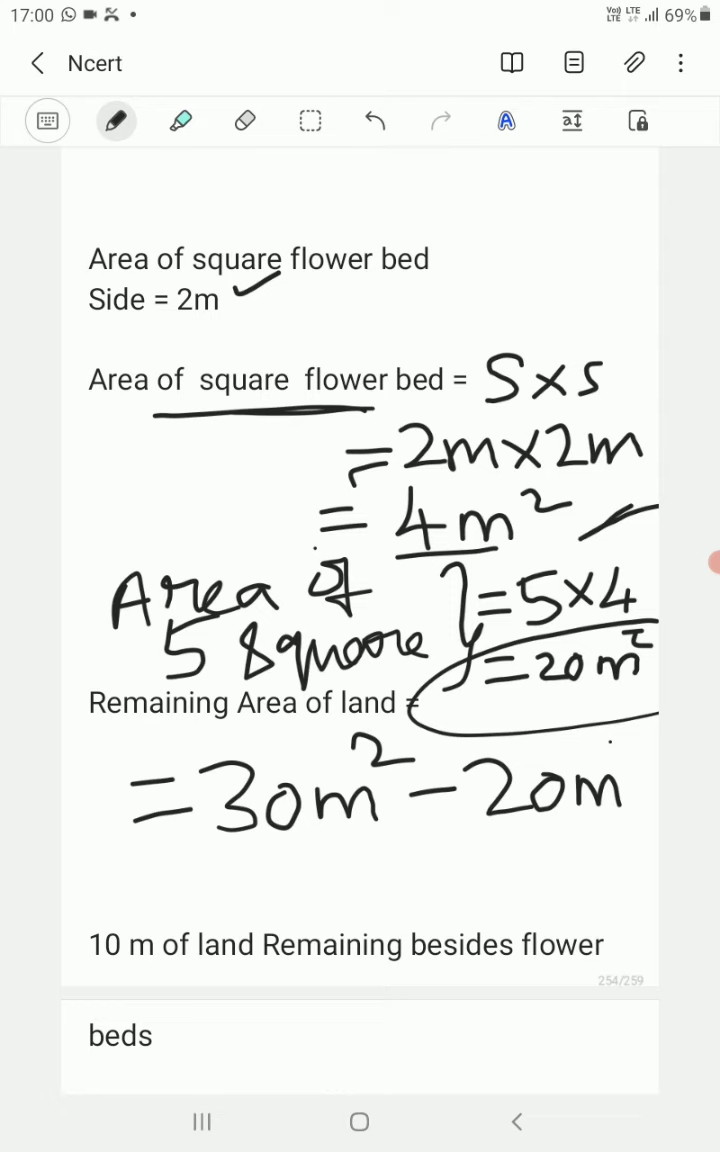 17:00 69%
Ncert
Area of square flower bed
Side = 2m
Area of square flower bed = S×S
= 2m×2m
= 4m²
Area of } = 5×4
5 square = 20m²
Remaining Area of land =
= 30m² - 20m
10 m of land Remaining besides flower
254/259
beds